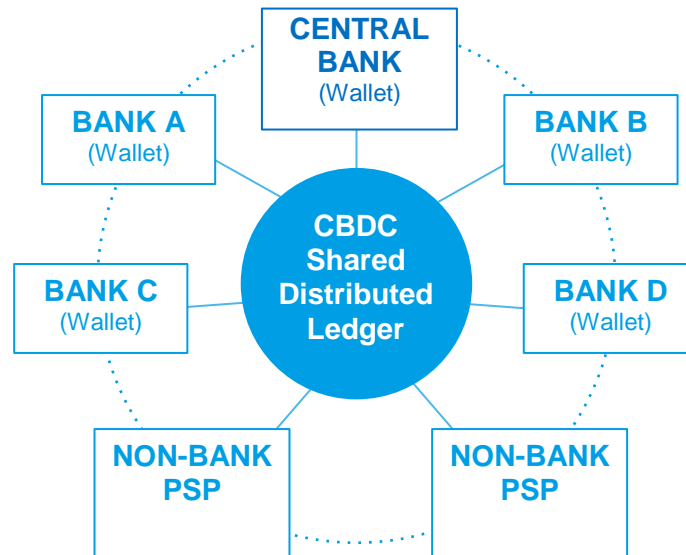 CENTRAL
BANK
(Wallet)
BANK A
(Wallet)
BANK B
(Wallet)
CBDC
Shared
Distributed
Ledger
BANK C
(Wallet)
BANK D
(Wallet)
NON-BANK
PSP
NON-BANK
PSP